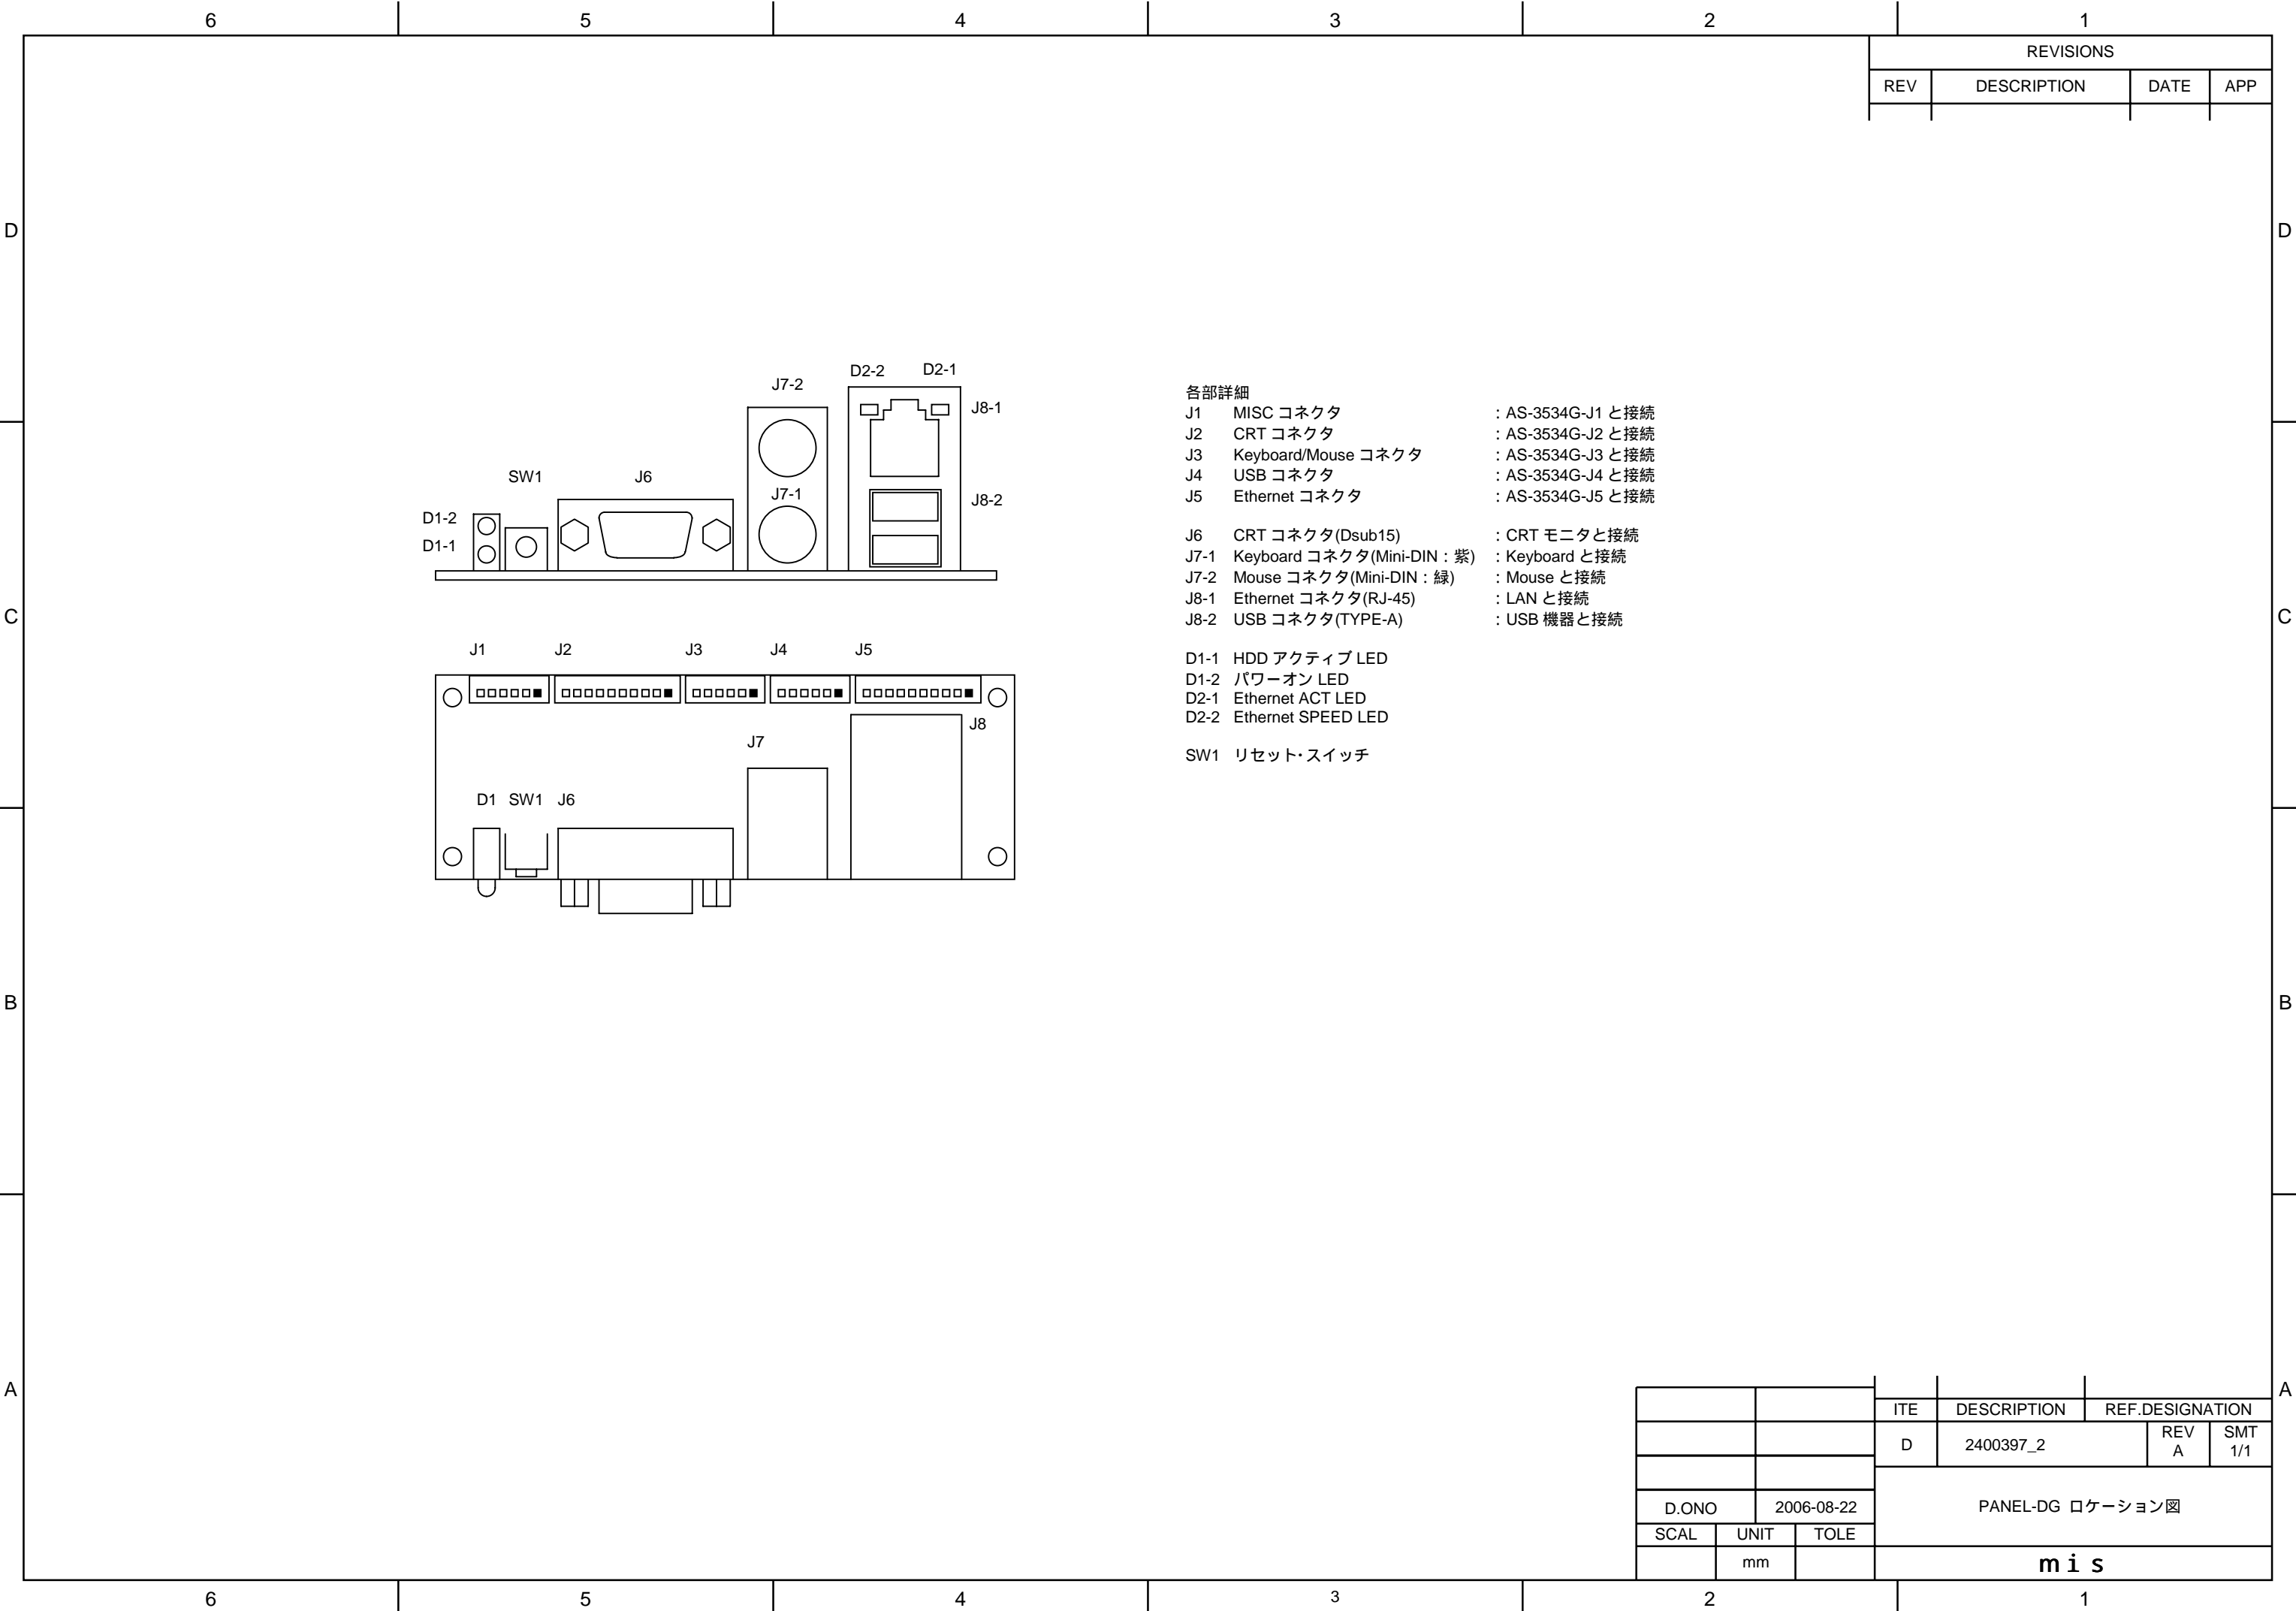 6 5 4 3 2 1
REVISIONS
REV DESCRIPTION DATE APP
D D
D2-2 D2-1
J7-2
J8-1
SW1 J6
J7-1
J8-2
D1-2
D1-1
各部詳細
J1 MISC コネクタ : AS-3534G-J1 と接続
J2 CRT コネクタ : AS-3534G-J2 と接続
J3 Keyboard/Mouse コネクタ : AS-3534G-J3 と接続
J4 USB コネクタ : AS-3534G-J4 と接続
J5 Ethernet コネクタ : AS-3534G-J5 と接続
J6 CRT コネクタ(Dsub15) : CRT モニタと接続
J7-1 Keyboard コネクタ(Mini-DIN：紫) : Keyboard と接続
J7-2 Mouse コネクタ(Mini-DIN：緑) : Mouse と接続
J8-1 Ethernet コネクタ(RJ-45) : LAN と接続
J8-2 USB コネクタ(TYPE-A) : USB 機器と接続
D1-1 HDD アクティブ LED
D1-2 パワーオン LED
D2-1 Ethernet ACT LED
D2-2 Ethernet SPEED LED
SW1 リセット・スイッチ
C C
J1 J2 J3 J4 J5
J8
J7
D1 SW1 J6
B B
A A
ITE DESCRIPTION REF.DESIGNATION
D 2400397_2 REV SMT
A 1/1
D.ONO 2006-08-22 PANEL-DG ロケーション図
SCAL UNIT TOLE
mm mis
6 5 4 3 2 1